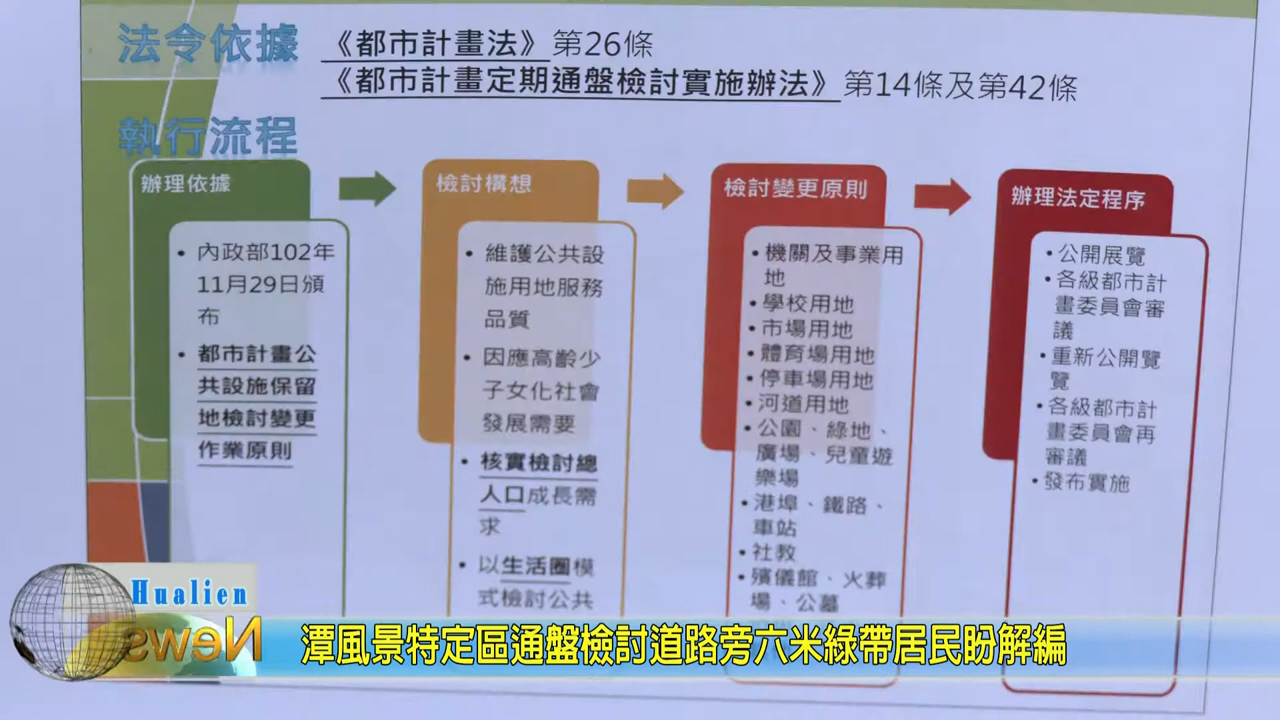 法令依據 《都市計畫法》第26條
《都市計畫定期通盤檢討實施辦法》第14條及第42條
執行流程
辦理依據
• 內政部102年
11月29日頒
布
• 都市計畫公
共設施保留
地檢討變更
作業原則
檢討構想
• 維護公共設
施用地服務
品質
• 因應高齡少
子女化社會
發展需要
• 核實檢討總
人口成長需
求
• 以生活圈模
式檢討公共
檢討變更原則
• 機關及事業用
地
• 學校用地
• 市場用地
• 體育場用地
• 停車場用地
• 河道用地
• 公園、綠地、
廣場、兒童遊
樂場
• 港埠、鐵路、
車站
• 社教
• 殯儀館、火葬
場、公墓
辦理法定程序
• 公開展覽
• 各級都市計
畫委員會審
議
• 重新公開展
覽
• 各級都市計
畫委員會再
審議
• 發布實施
Hualien
News
潭風景特定區通盤檢討道路旁六米綠帶居民盼解編